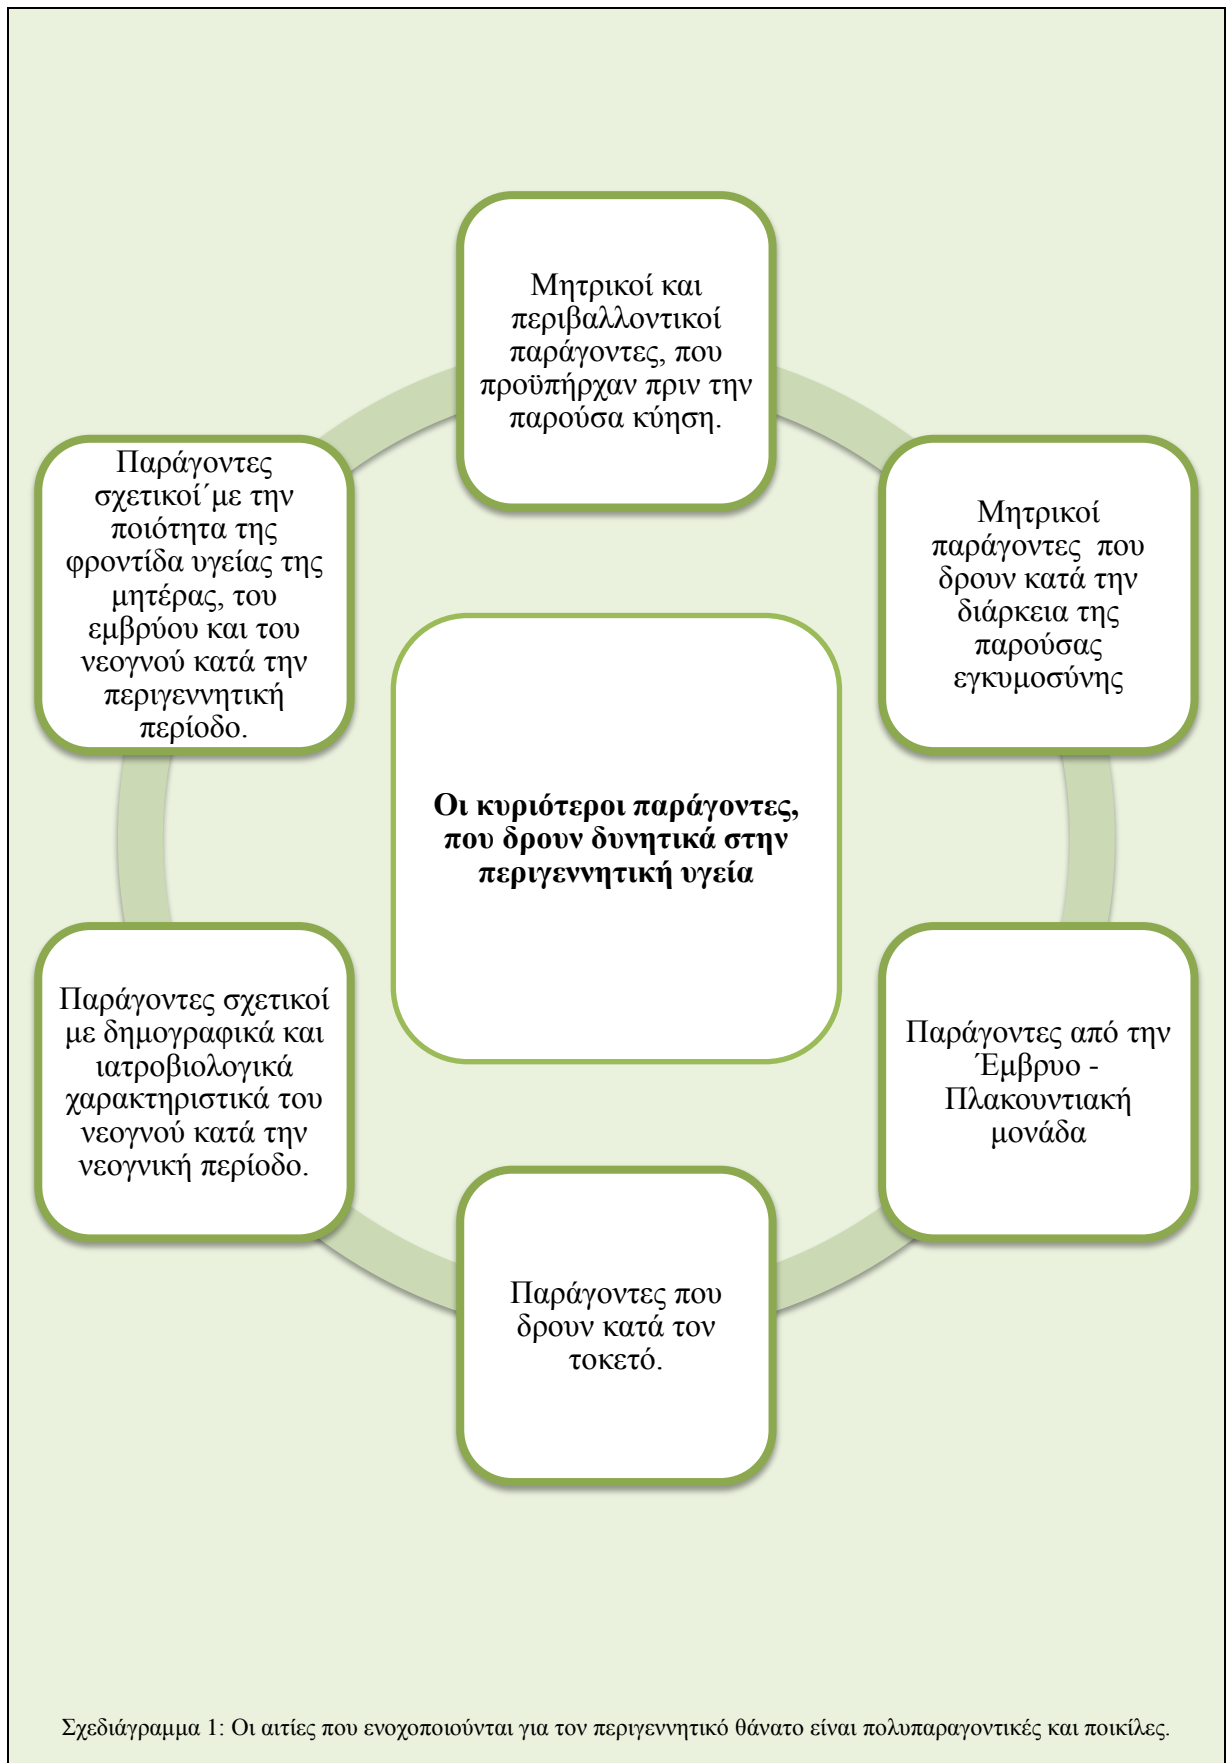 Μητρικοί και
περιβαλλοντικοί
παράγοντες, που
προϋπήρχαν πριν την
παρούσα κύηση.
Μητρικοί
παράγοντες που
δρουν κατά την
διάρκεια της
παρούσας
εγκυμοσύνης
Παράγοντες από την
Έμβρυο -
Πλακουντιακή
μονάδα
Παράγοντες που
δρουν κατά τον
τοκετό.
Παράγοντες σχετικοί
με δημογραφικά και
ιατροβιολογικά
χαρακτηριστικά του
νεογνού κατά την
νεογνική περίοδο.
Παράγοντες
σχετικοί΄με την
ποιότητα της
φροντίδα υγείας της
μητέρας, του
εμβρύου και του
νεογνού κατά την
περιγεννητική
περίοδο.
Οι κυριότεροι παράγοντες,
που δρουν δυνητικά στην
περιγεννητική υγεία
Σχεδιάγραμμα 1: Οι αιτίες που ενοχοποιούνται για τον περιγεννητικό θάνατο είναι πολυπαραγοντικές και ποικίλες.